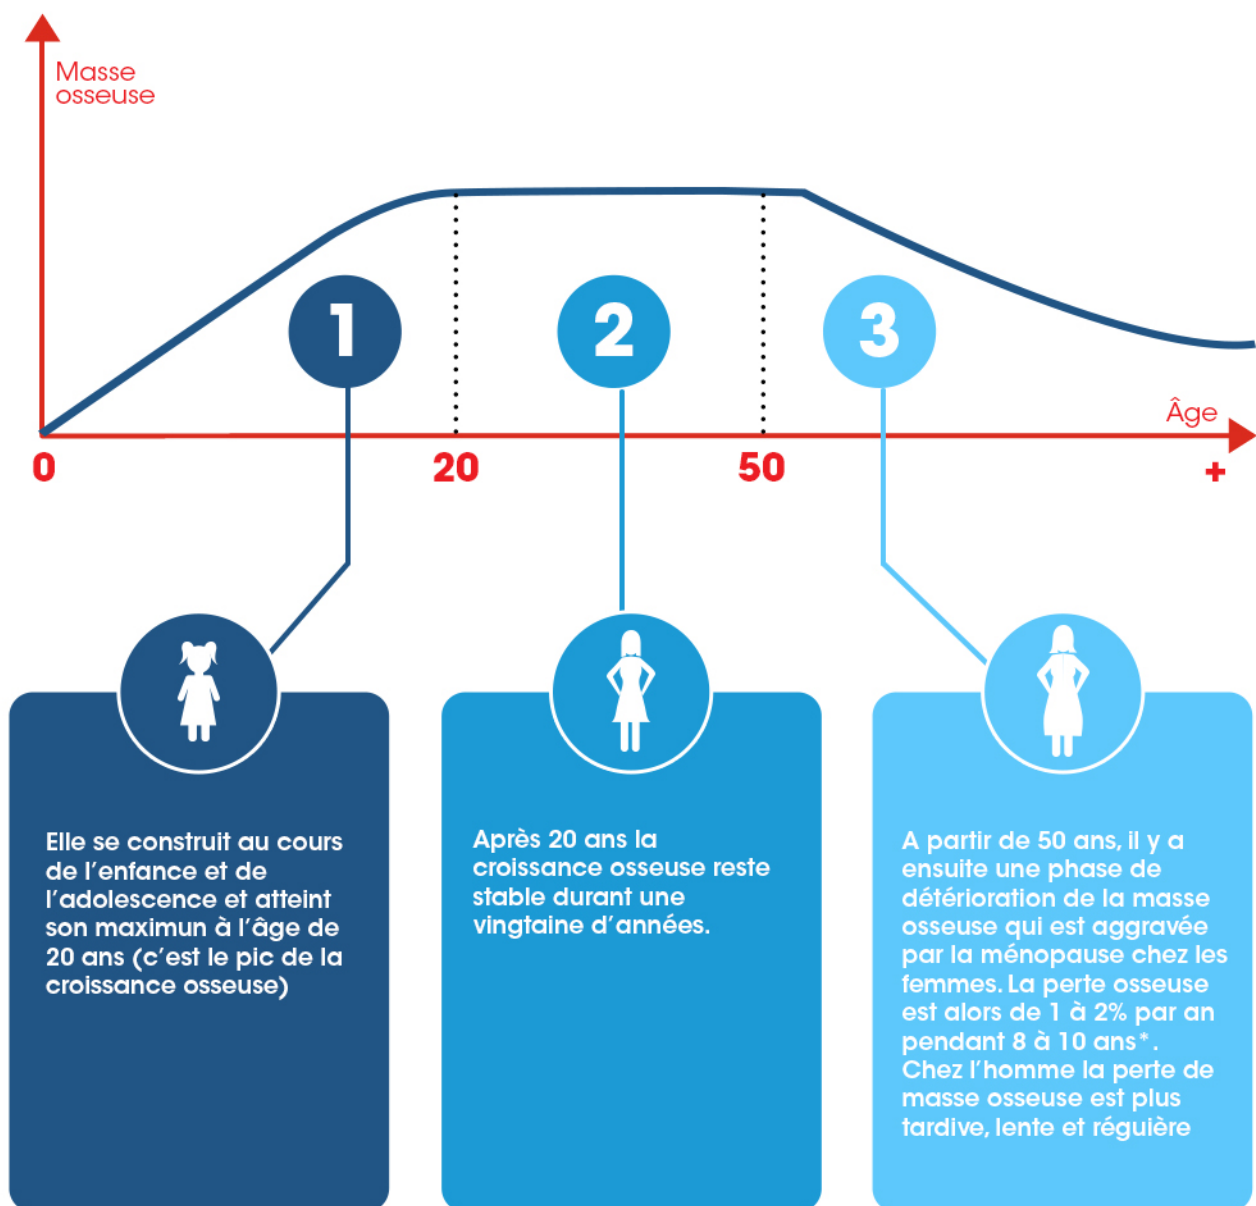 Masse
osseuse
1
2
3
Âge
0
20
50
+
Elle se construit au cours
de l'enfance et de
l'adolescence et atteint
son maximun à l'âge de
20 ans (c'est le pic de la
croissance osseuse)
Après 20 ans la
croissance osseuse reste
stable durant une
vingtaine d'années.
A partir de 50 ans, il y a
ensuite une phase de
détérioration de la masse
osseuse qui est aggravée
par la ménopause chez les
femmes. La perte osseuse
est alors de 1 à 2% par an
pendant 8 à 10 ans*.
Chez l'homme la perte de
masse osseuse est plus
tardive, lente et réguière